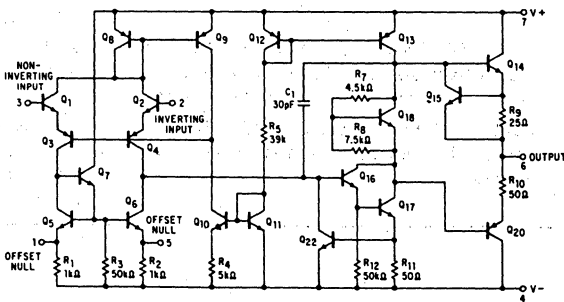 7 V+
Q8
Q9
Q12
Q13
Q14
NON-
INVERTING
INPUT
3 Q1
Q2 2
INVERTING
INPUT
C1
30pF
R7
4.5kΩ
Q15
Q18
R9
25Ω
R5
39k
R8
7.5kΩ
Q3
Q4
OUTPUT
6
Q7
Q16
R10
50Ω
Q5
Q6
OFFSET
NULL
Q10
Q11
Q17
Q22
Q20
1 5
OFFSET
NULL
R1
1kΩ
R3
50kΩ
R2
1kΩ
R4
5kΩ
R12
50kΩ
R11
50Ω
V-
4